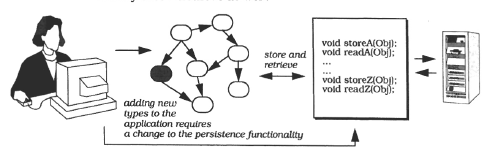 store and
retrieve
void storeA(Obj);
void readA(Obj);
...
...
void storeZ(Obj);
void readZ(Obj);
adding new
types to the
application requires
a change to the persistence functionality